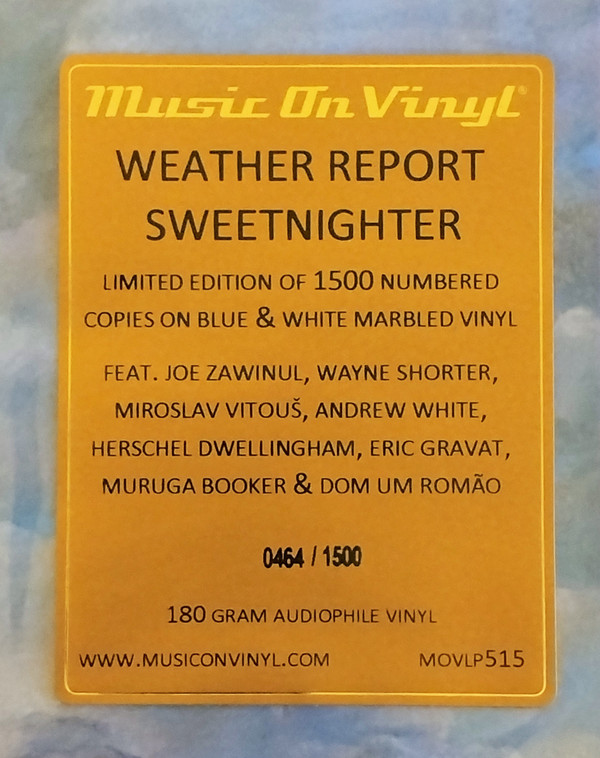 Music On Vinyl®
WEATHER REPORT
SWEETNIGHTER
LIMITED EDITION OF 1500 NUMBERED
COPIES ON BLUE & WHITE MARBLED VINYL
FEAT. JOE ZAWINUL, WAYNE SHORTER,
MIROSLAV VITOUŠ, ANDREW WHITE,
HERSCHEL DWELLINGHAM, ERIC GRAVAT,
MURUGA BOOKER & DOM UM ROMÃO
0464 / 1500
180 GRAM AUDIOPHILE VINYL
WWW.MUSICONVINYL.COM MOVLP515